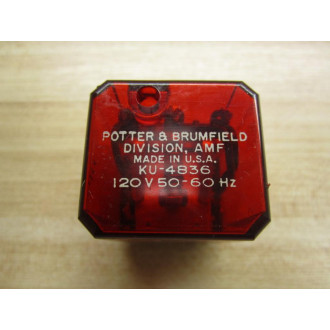 POTTER & BRUMFIELD
DIVISION, AMF
MADE IN U.S.A.
KU-4836
120V 50-60 Hz